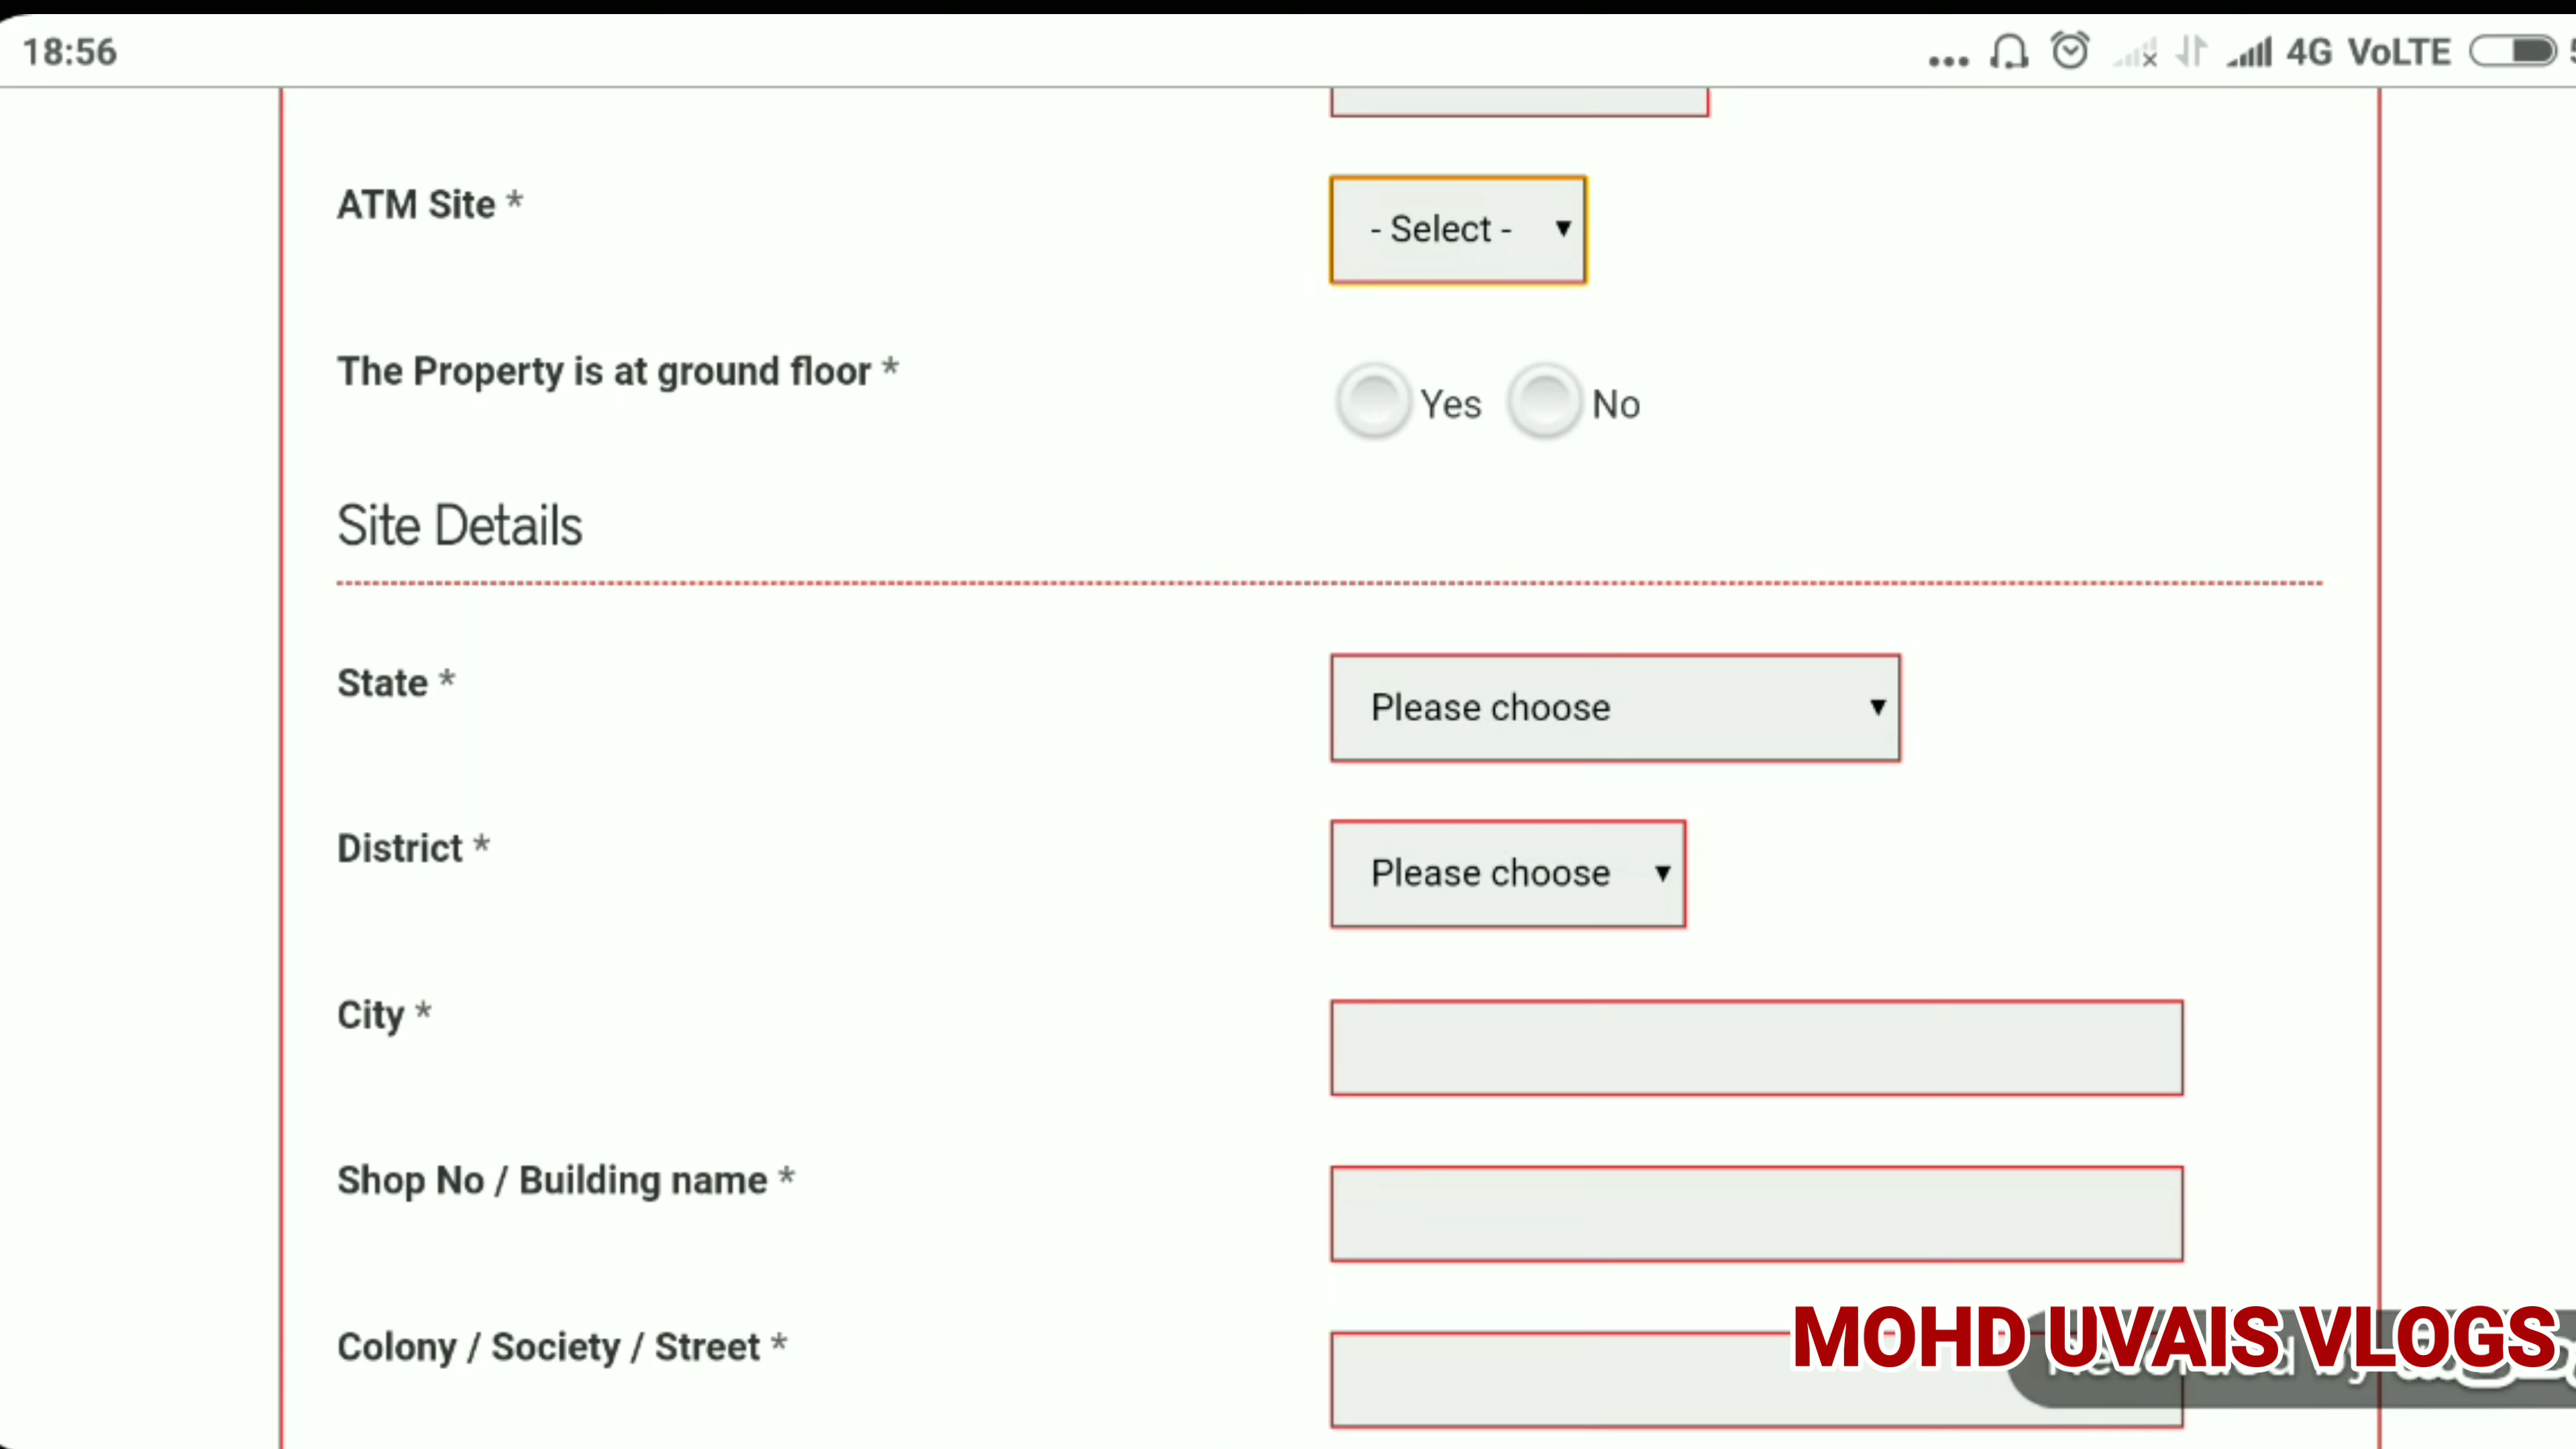 18:56
... 4G VoLTE
ATM Site *
- Select -
The Property is at ground floor *
Yes No
Site Details
State *
Please choose
District *
Please choose
City *
Shop No / Building name *
Colony / Society / Street *
MOHD UVAIS VLOGS